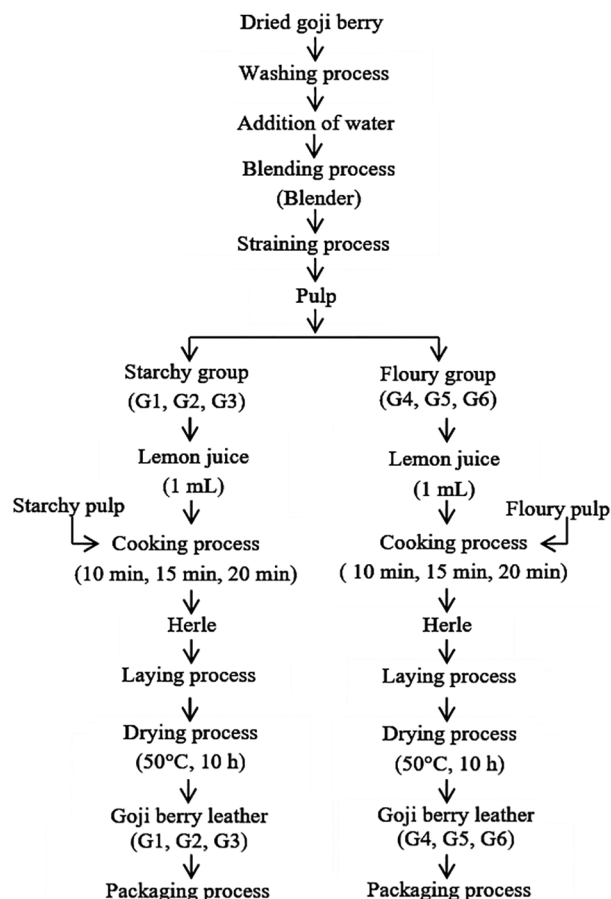 Dried goji berry
Washing process
Addition of water
Blending process
(Blender)
Straining process
Pulp
Starchy group
(G1, G2, G3)
Lemon juice
(1 mL)
Starchy pulp
Cooking process
(10 min, 15 min, 20 min)
Herle
Laying process
Drying process
(50°C, 10 h)
Goji berry leather
(G1, G2, G3)
Packaging process
Floury group
(G4, G5, G6)
Lemon juice
(1 mL)
Floury pulp
Cooking process
( 10 min, 15 min, 20 min)
Herle
Laying process
Drying process
(50°C, 10 h)
Goji berry leather
(G4, G5, G6)
Packaging process